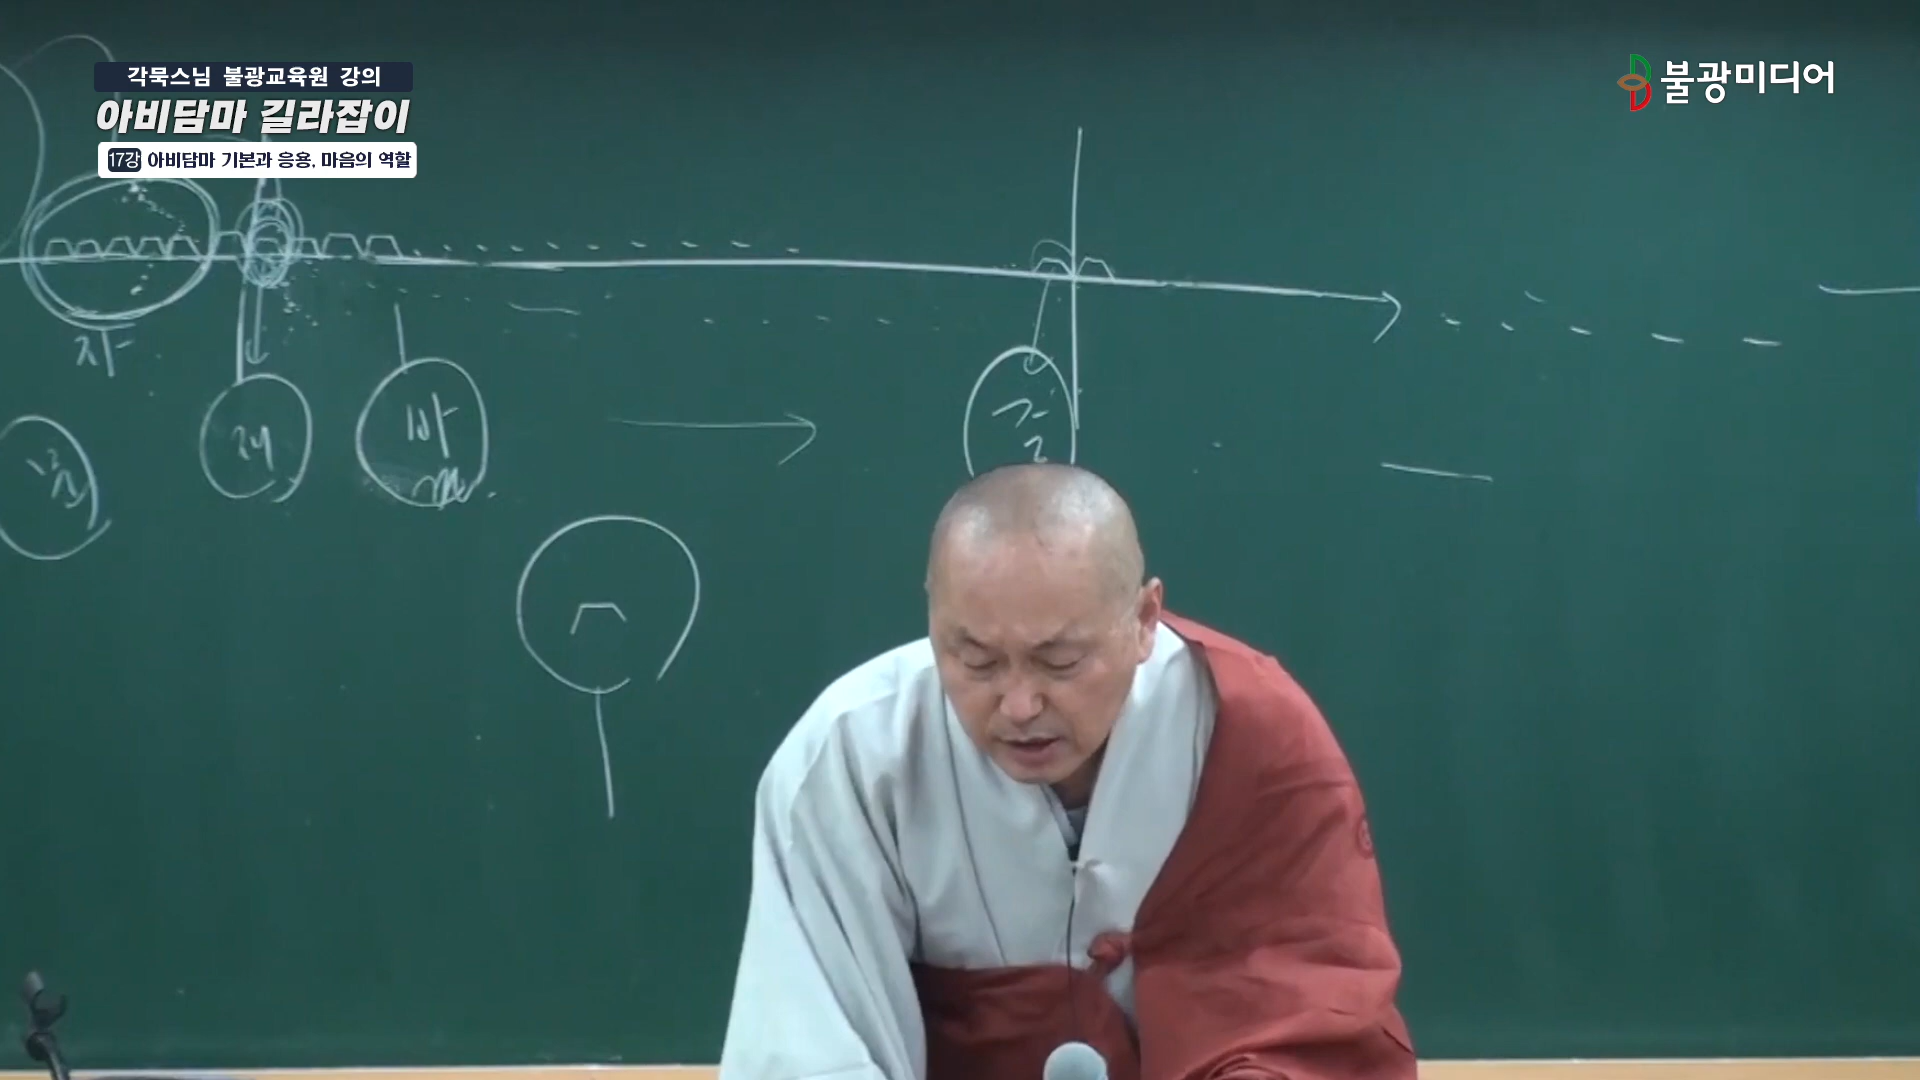 각묵스님 불광교육원 강의
아비담마 길라잡이
17강 아비담마 기본과 응용, 마음의 역할
불광미디어
자
재
바